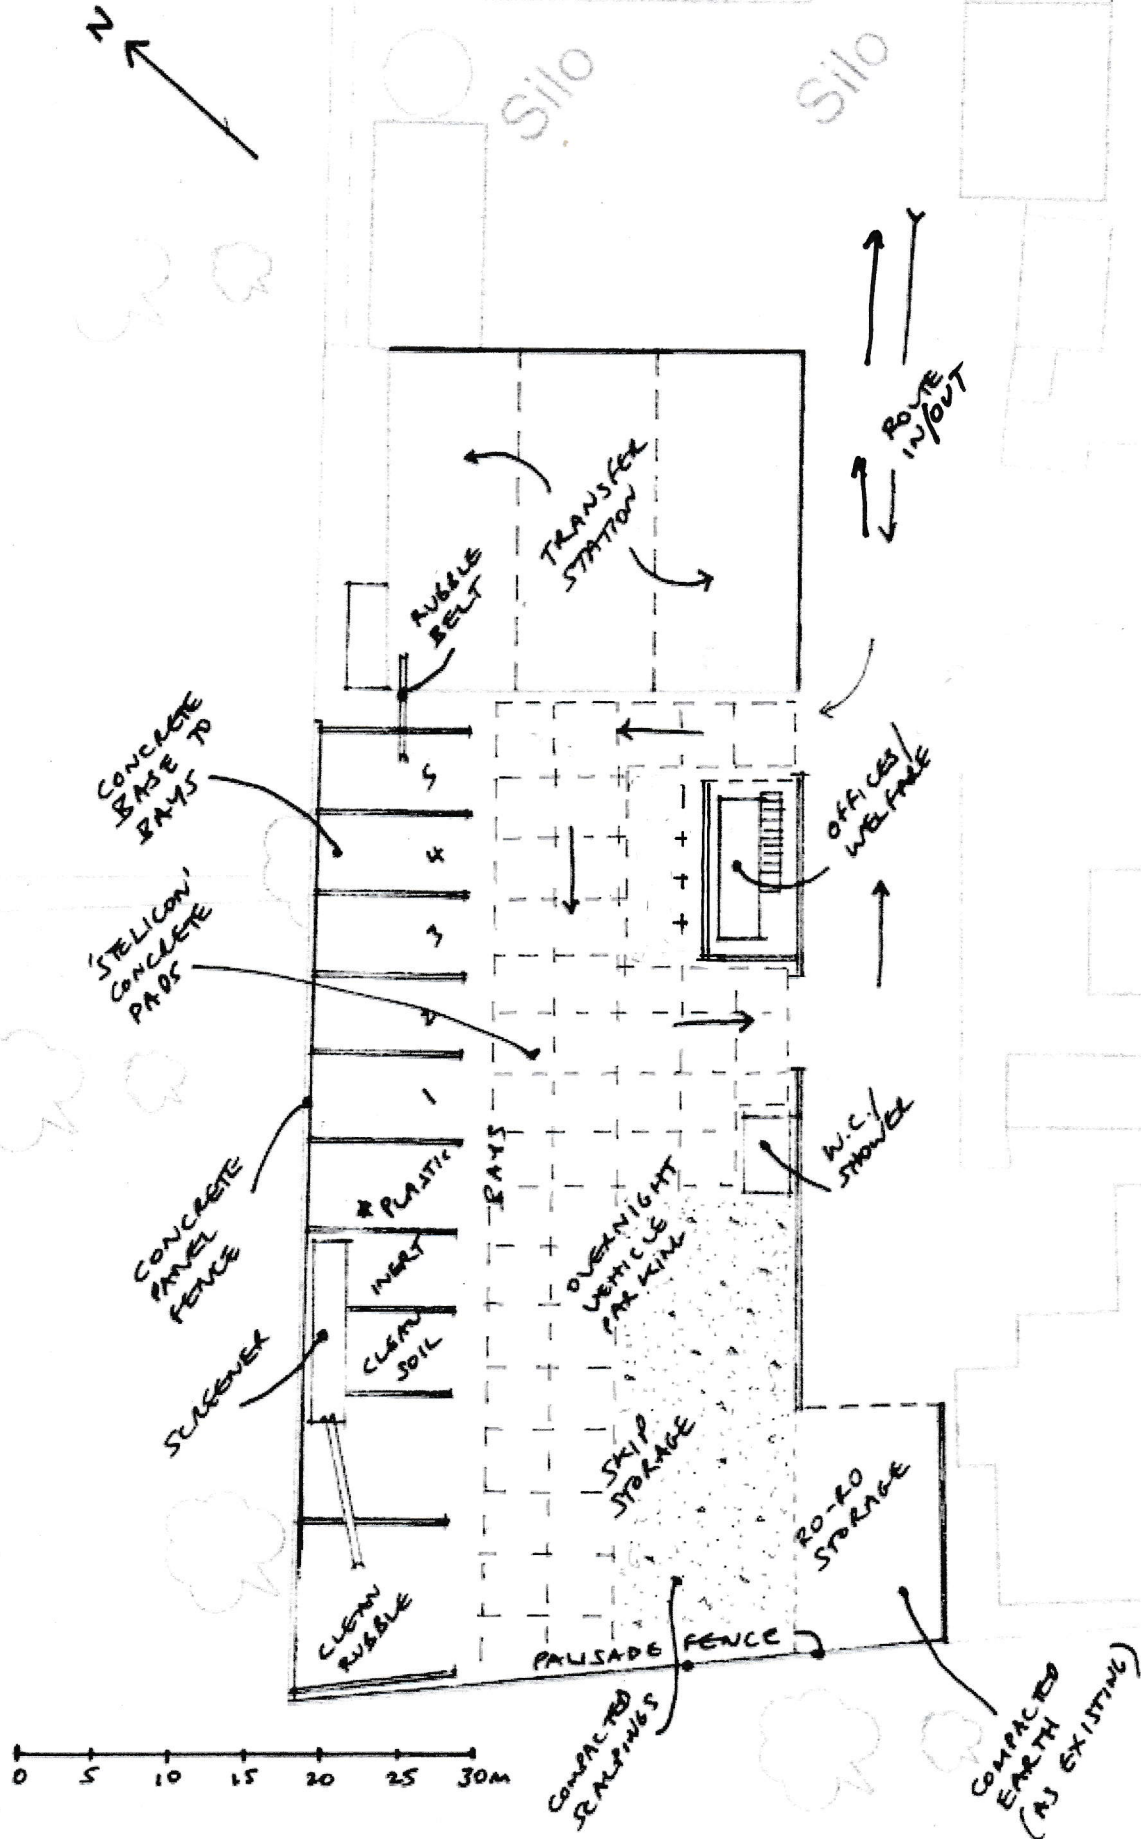 N
Silo
Silo
ROUTE
IN/OUT
TRANSFER
STATION
RUBBLE
BELT
CONCRETE
BASE TO
BAYS
5
OFFICES/
WELFARE
4
'STELICON'
CONCRETE
PADS
3
2
1
W.C./
SHOWER
BAYS
* PLASTIC
CONCRETE
PANEL
FENCE
INERT
OVERNIGHT
VEHICLE
PARKING
CLEAN
SOIL
SCREENER
SKIP
STORAGE
RO-RO
STORAGE
CLEAN
RUBBLE
PALISADE FENCE
COMPACTED
SCALPINGS
COMPACTED
EARTH
(AS EXISTING)
0 5 10 15 20 25 30M